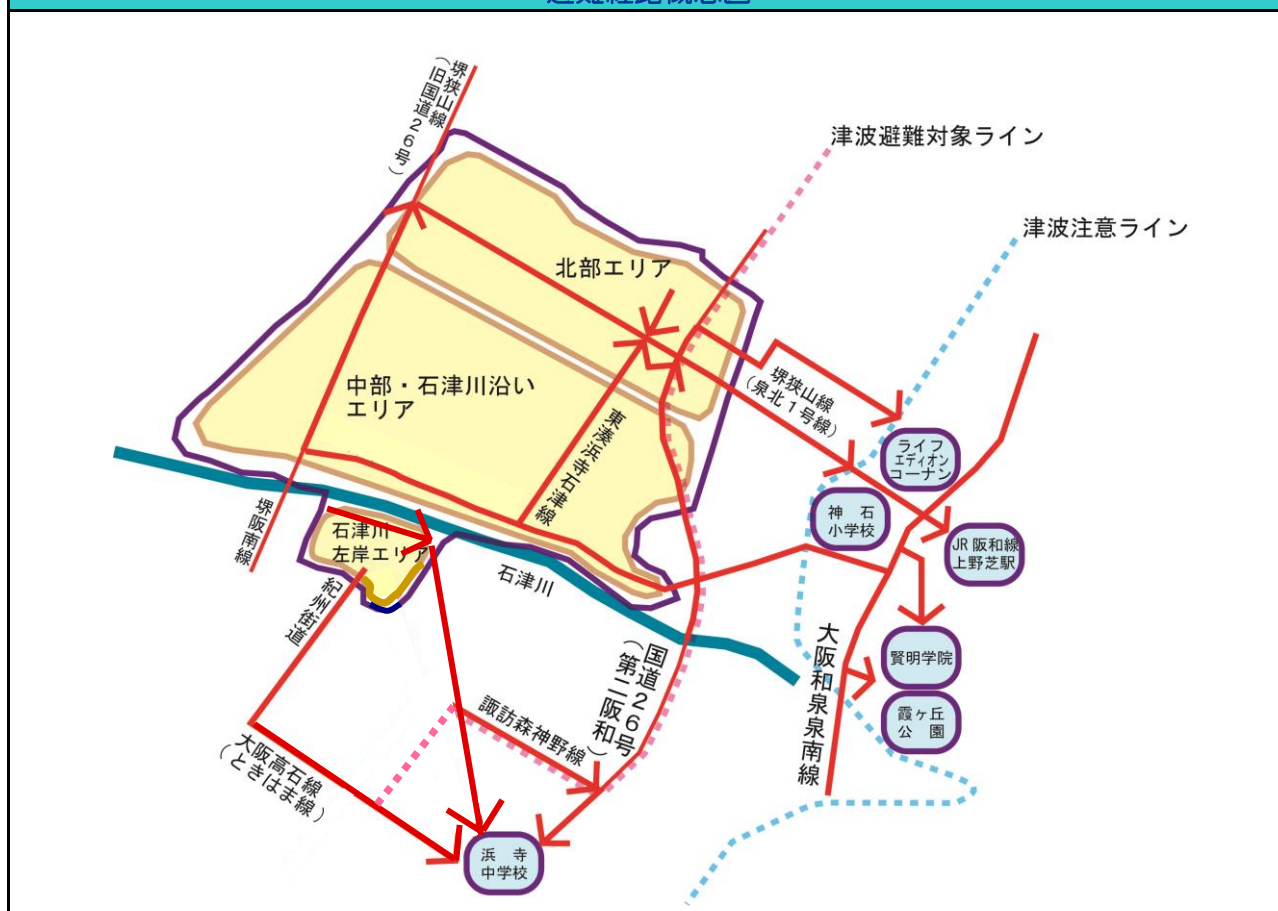 避難経路概念図
堺狭山線
(旧国道26号)
津波避難対象ライン
津波注意ライン
北部エリア
中部・石津川沿い
エリア
東湊浜寺石津線
堺狭山線
(泉北1号線)
ライフ
エディオン
コーナン
神石
小学校
JR阪和線
上野芝駅
堺阪南線
石津川
左岸エリア
石津川
紀州街道
賢明学院
霞ヶ丘
公園
大阪和泉泉南線
国道26号
(第二阪和)
諏訪森神野線
大阪高石線
(ときはま線)
浜寺
中学校